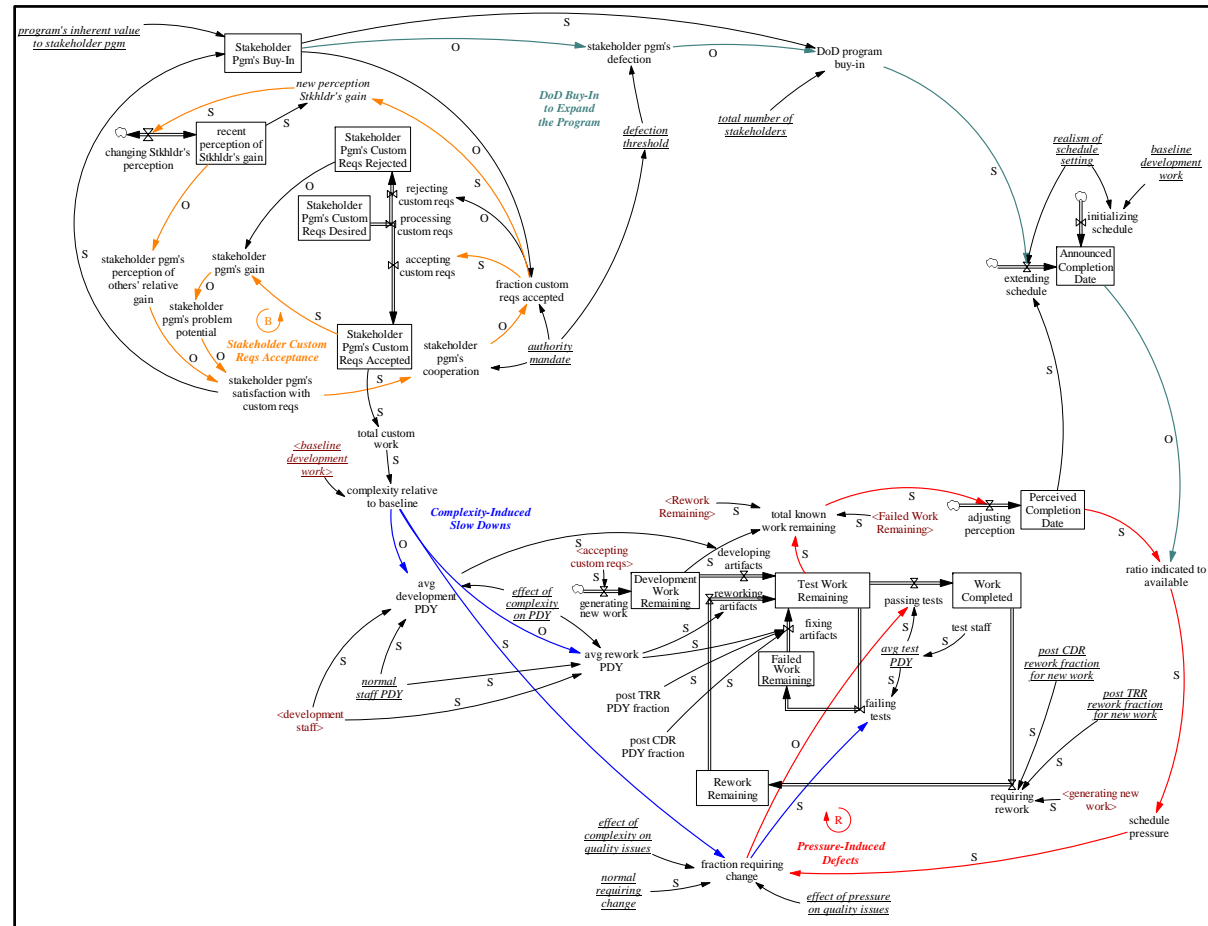 program's inherent value
to stakeholder pgm
Stakeholder
Pgm's Buy-In
S
O
stakeholder pgm's
defection
O
S
DoD program
buy-in
new perception
Stkhldr's gain
S
S
changing Stkhldr's
perception
recent
perception of
Stkhldr's gain
DoD Buy-In
to Expand
the Program
total number of
stakeholders
defection
threshold
realism of
schedule
setting
baseline
development
work
S
initializing
schedule
Stakeholder
Pgm's Custom
Reqs Rejected
O
S
O
rejecting
custom reqs
O
Stakeholder
Pgm's Custom
Reqs Desired
processing
custom reqs
O
S
stakeholder pgm's
perception of
others' relative
gain
stakeholder
pgm's gain
accepting
custom reqs
S
fraction custom
reqs accepted
extending
schedule
Announced
Completion
Date
O
stakeholder
pgm's problem
potential
B
Stakeholder Custom
Reqs Acceptance
S
Stakeholder
Pgm's Custom
Reqs Accepted
stakeholder
pgm's
cooperation
O
authority
mandate
O
O
stakeholder pgm's
satisfaction with
custom reqs
S
S
S
O
total custom
work
S
<baseline
development
work>
complexity relative
to baseline
Complexity-Induced
Slow Downs
<Rework
Remaining>
S
total known
work remaining
S
<Failed Work
Remaining>
S
adjusting
perception
Perceived
Completion
Date
S
O
S
<accepting
custom reqs>
S
generating
new work
Development
Work
Remaining
S
developing
artifacts
S
Test Work
Remaining
passing tests
Work
Completed
ratio indicated to
available
avg
development
PDY
effect of
complexity
on PDY
reworking
artifacts
fixing
artifacts
S
avg test
PDY
S
S
test staff
O
avg rework
PDY
S
S
S
S
S
Failed
Work
Remaining
failing
tests
post CDR
rework fraction
for new work
post TRR
rework fraction
for new work
S
S
normal
staff PDY
S
S
post TRR
PDY fraction
<development
staff>
post CDR
PDY fraction
S
O
Rework
Remaining
S
S
S
requiring
rework
S
<generating new
work>
schedule
pressure
R
Pressure-Induced
Defects
S
effect of
complexity on
quality issues
fraction requiring
change
normal
requiring
change
S
effect of pressure
on quality issues